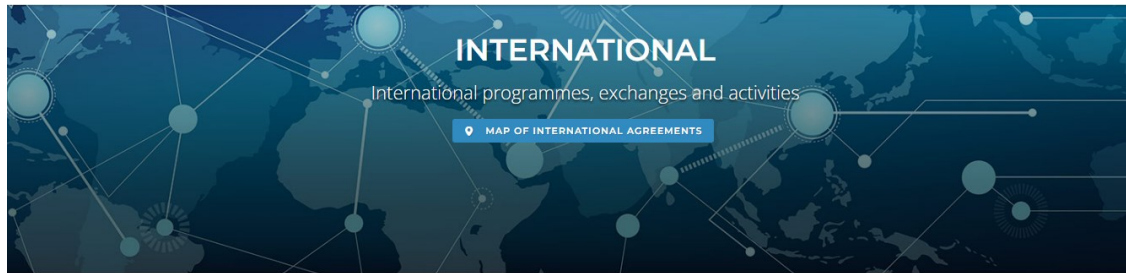 INTERNATIONAL
International programmes, exchanges and activities
MAP OF INTERNATIONAL AGREEMENTS